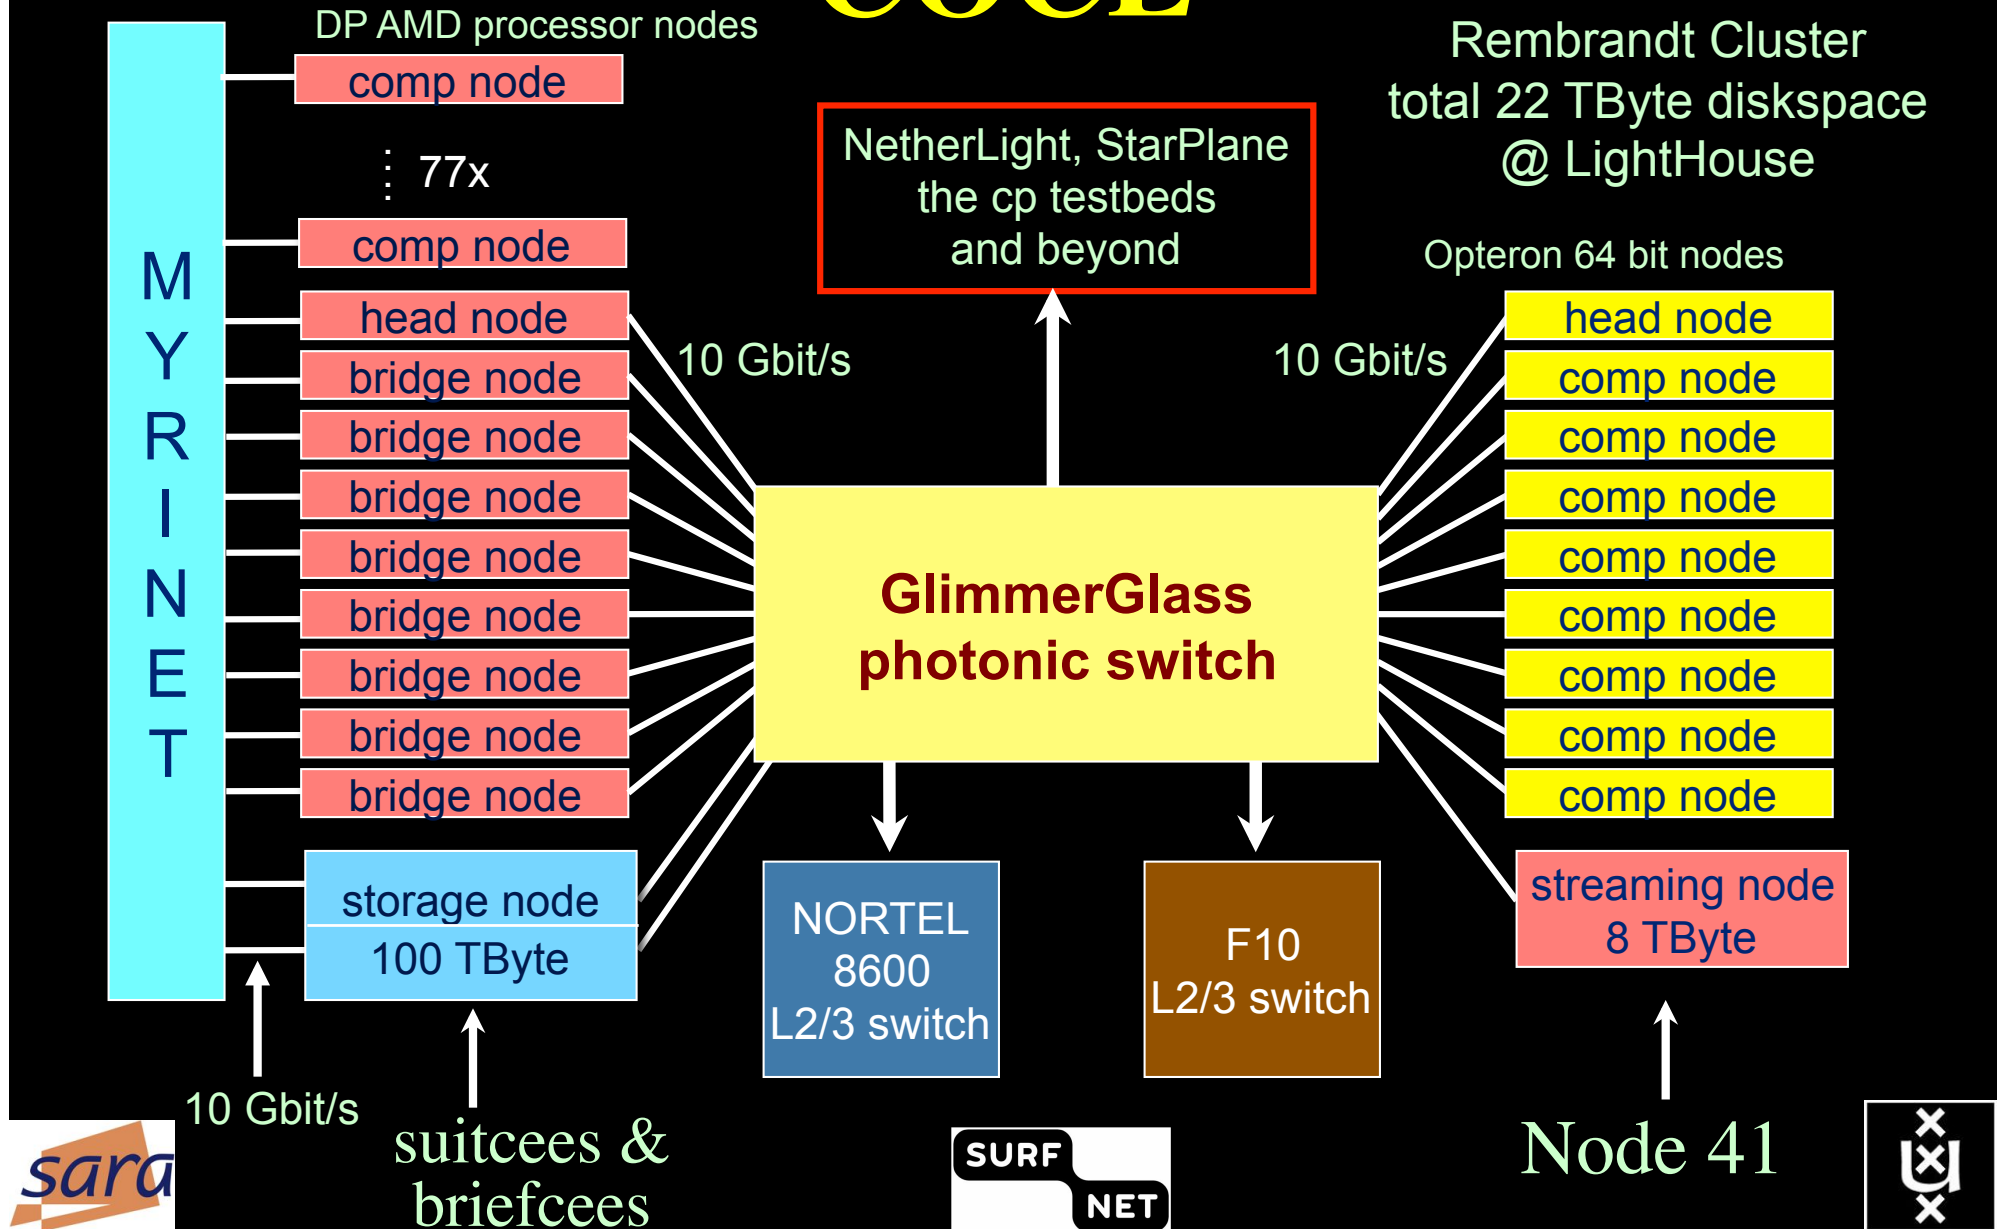 DP AMD processor nodes
comp node
77x
comp node
head node
bridge node
bridge node
bridge node
bridge node
bridge node
bridge node
bridge node
bridge node
storage node
100 TByte
MYRINET
10 Gbit/s
suitcees &
briefcees
NetherLight, StarPlane
the cp testbeds
and beyond
10 Gbit/s
10 Gbit/s
GlimmerGlass
photonic switch
NORTEL
8600
L2/3 switch
F10
L2/3 switch
Rembrandt Cluster
total 22 TByte diskspace
@ LightHouse
Opteron 64 bit nodes
head node
comp node
comp node
comp node
comp node
comp node
comp node
comp node
comp node
streaming node
8 TByte
Node 41
sara
SURF
NET